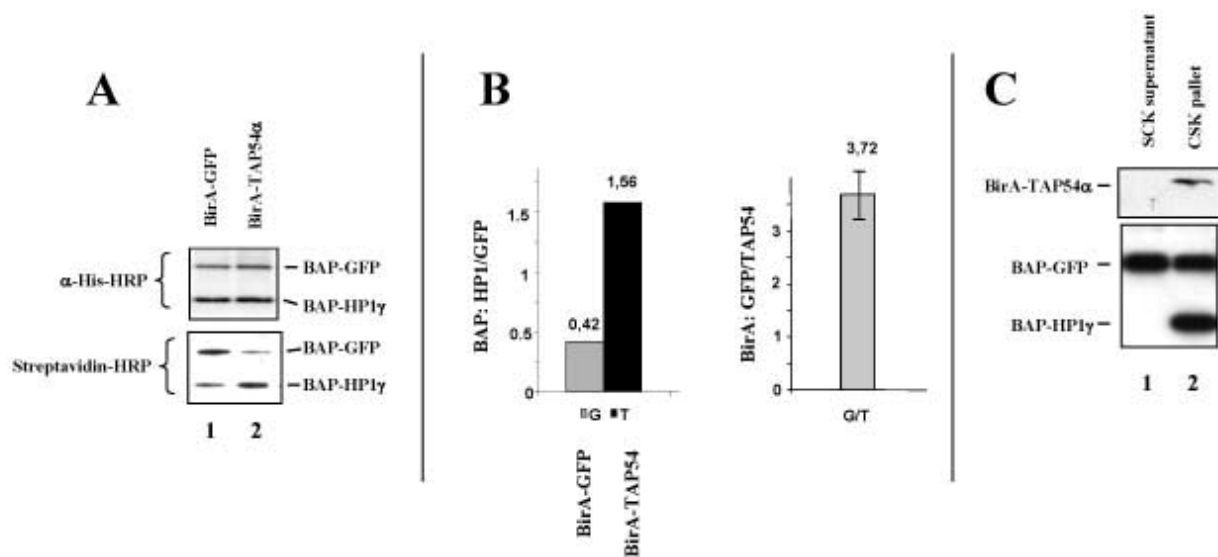 A
BirA-GFP
BirA-TAP54α
α-His-HRP
BAP-GFP
BAP-HP1γ
Streptavidin-HRP
BAP-GFP
BAP-HP1γ
1 2
B
BAP: HP1/GFP
1.5
1
0.5
0
0,42
1,56
G T
BirA-GFP
BirA-TAP54
BirA: GFP/TAP54
3
2
1
0
3,72
G/T
C
SCK supernatant
CSK pallet
BirA-TAP54α
BAP-GFP
BAP-HP1γ
1 2